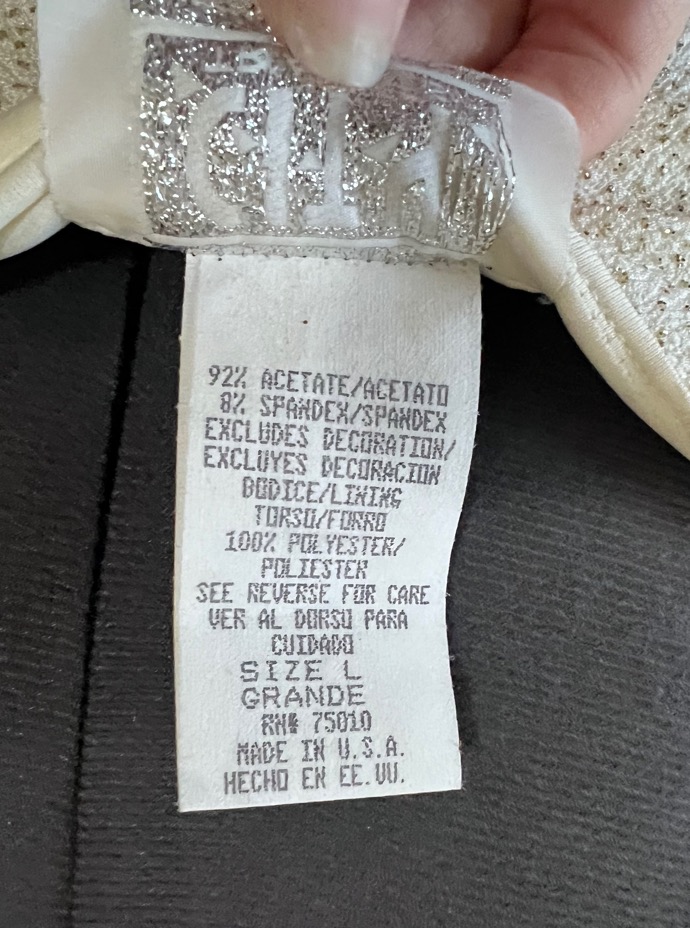 92% ACETATE/ACETATO
8% SPANDEX/SPANDEX
EXCLUDES DECORATION/
EXCLUYES DECORACION
BODICE/LINING
TORSO/FORRO
100% POLYESTER/
POLIESTER
SEE REVERSE FOR CARE
VER AL DORSO PARA
CUIDADO
SIZE L
GRANDE
RN# 75010
MADE IN U.S.A.
HECHO EN EE.UU.